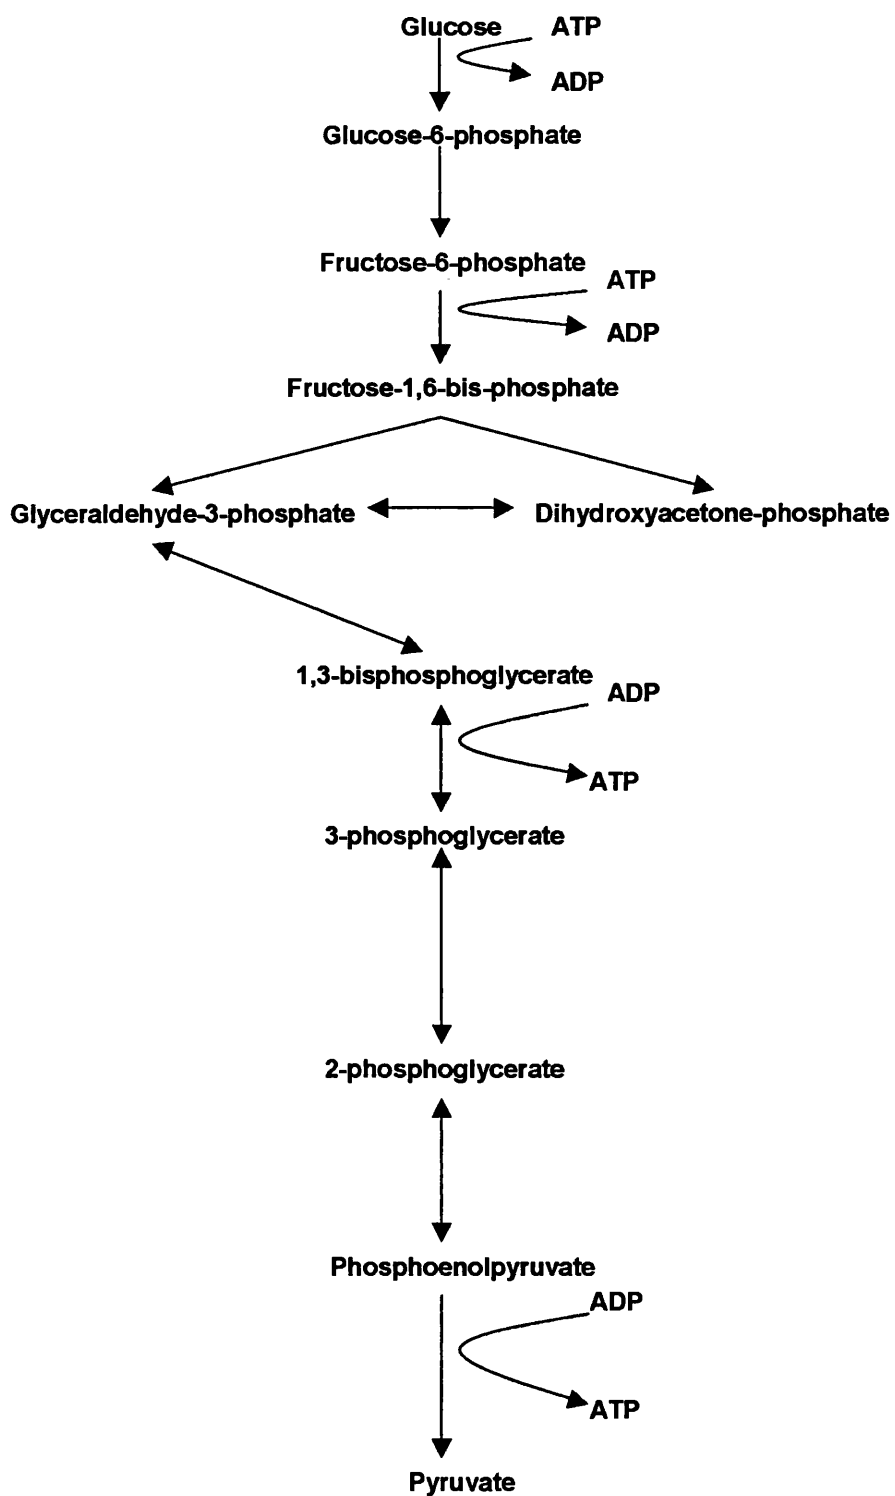 Glucose ATP
ADP
Glucose-6-phosphate
Fructose-6-phosphate
ATP
ADP
Fructose-1,6-bis-phosphate
Glyceraldehyde-3-phosphate Dihydroxyacetone-phosphate
1,3-bisphosphoglycerate
ADP
ATP
3-phosphoglycerate
2-phosphoglycerate
Phosphoenolpyruvate
ADP
ATP
Pyruvate